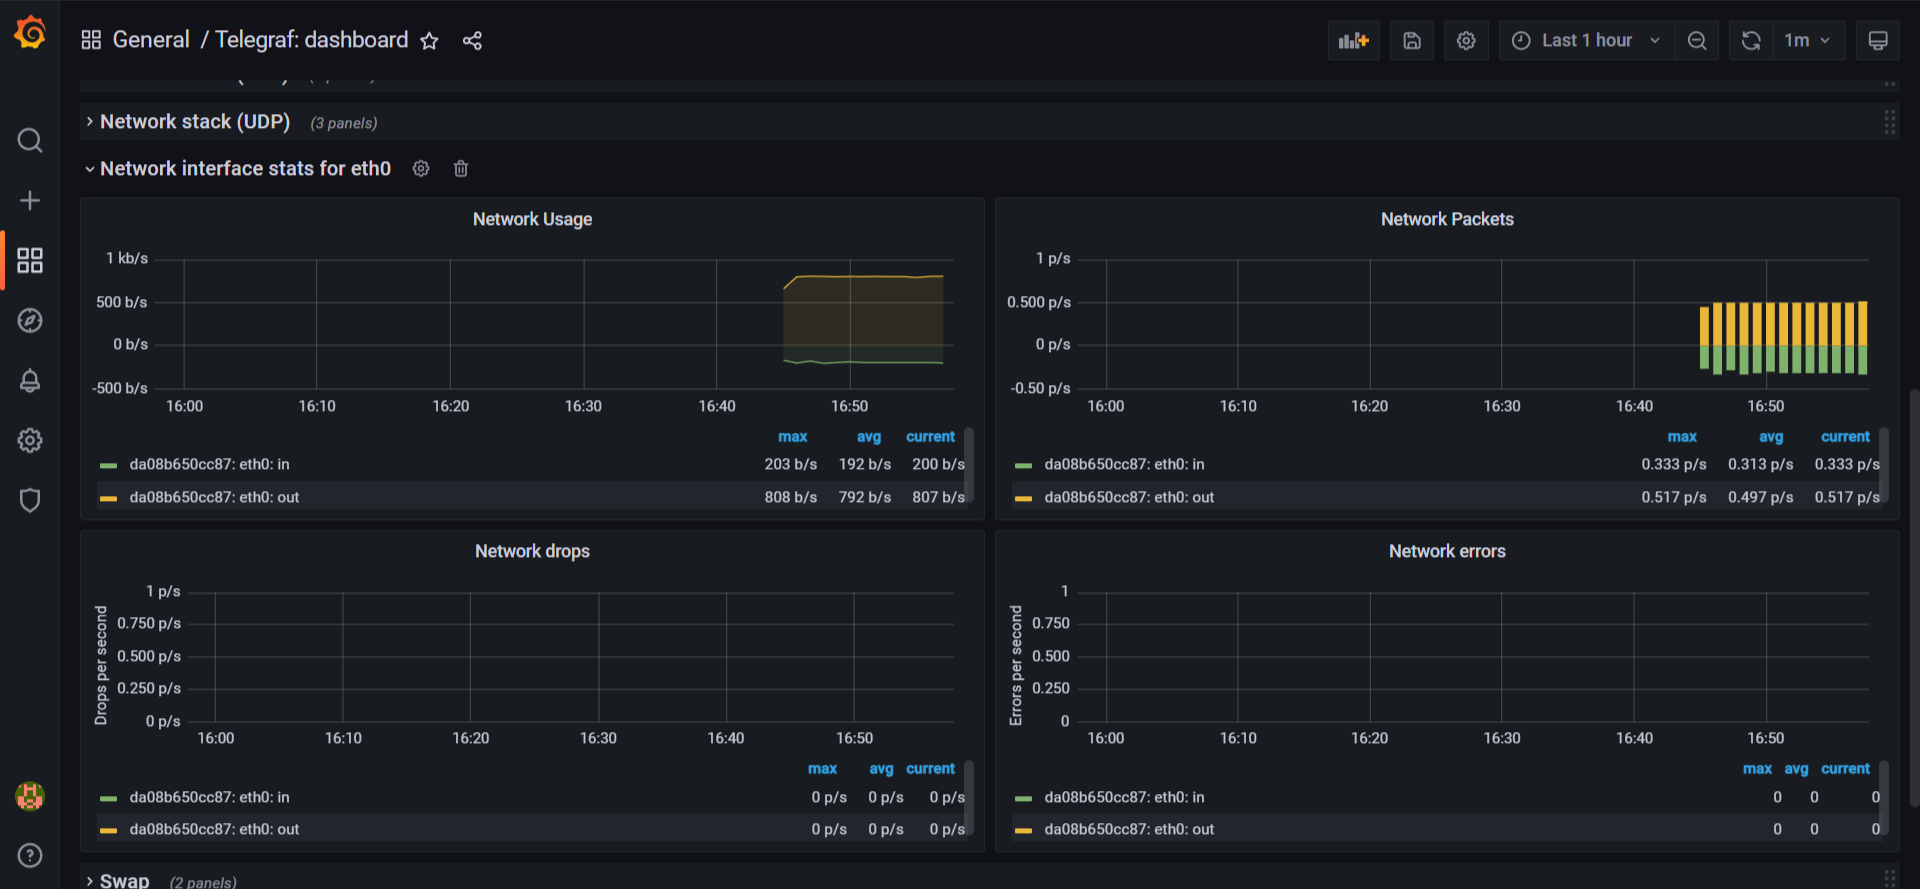 General / Telegraf: dashboard
Last 1 hour
1m
Network stack (UDP) (3 panels)
Network interface stats for eth0
Network Usage
1 kb/s
500 b/s
0 b/s
-500 b/s
16:00 16:10 16:20 16:30 16:40 16:50
max avg current
da08b650cc87: eth0: in 203 b/s 192 b/s 200 b/s
da08b650cc87: eth0: out 808 b/s 792 b/s 807 b/s
Network Packets
1 p/s
0.500 p/s
0 p/s
-0.50 p/s
16:00 16:10 16:20 16:30 16:40 16:50
max avg current
da08b650cc87: eth0: in 0.333 p/s 0.313 p/s 0.333 p/s
da08b650cc87: eth0: out 0.517 p/s 0.497 p/s 0.517 p/s
Network drops
Drops per second
1 p/s
0.750 p/s
0.500 p/s
0.250 p/s
0 p/s
16:00 16:10 16:20 16:30 16:40 16:50
max avg current
da08b650cc87: eth0: in 0 p/s 0 p/s 0 p/s
da08b650cc87: eth0: out 0 p/s 0 p/s 0 p/s
Network errors
Errors per second
1
0.750
0.500
0.250
0
16:00 16:10 16:20 16:30 16:40 16:50
max avg current
da08b650cc87: eth0: in 0 0 0
da08b650cc87: eth0: out 0 0 0
Swap (2 panels)